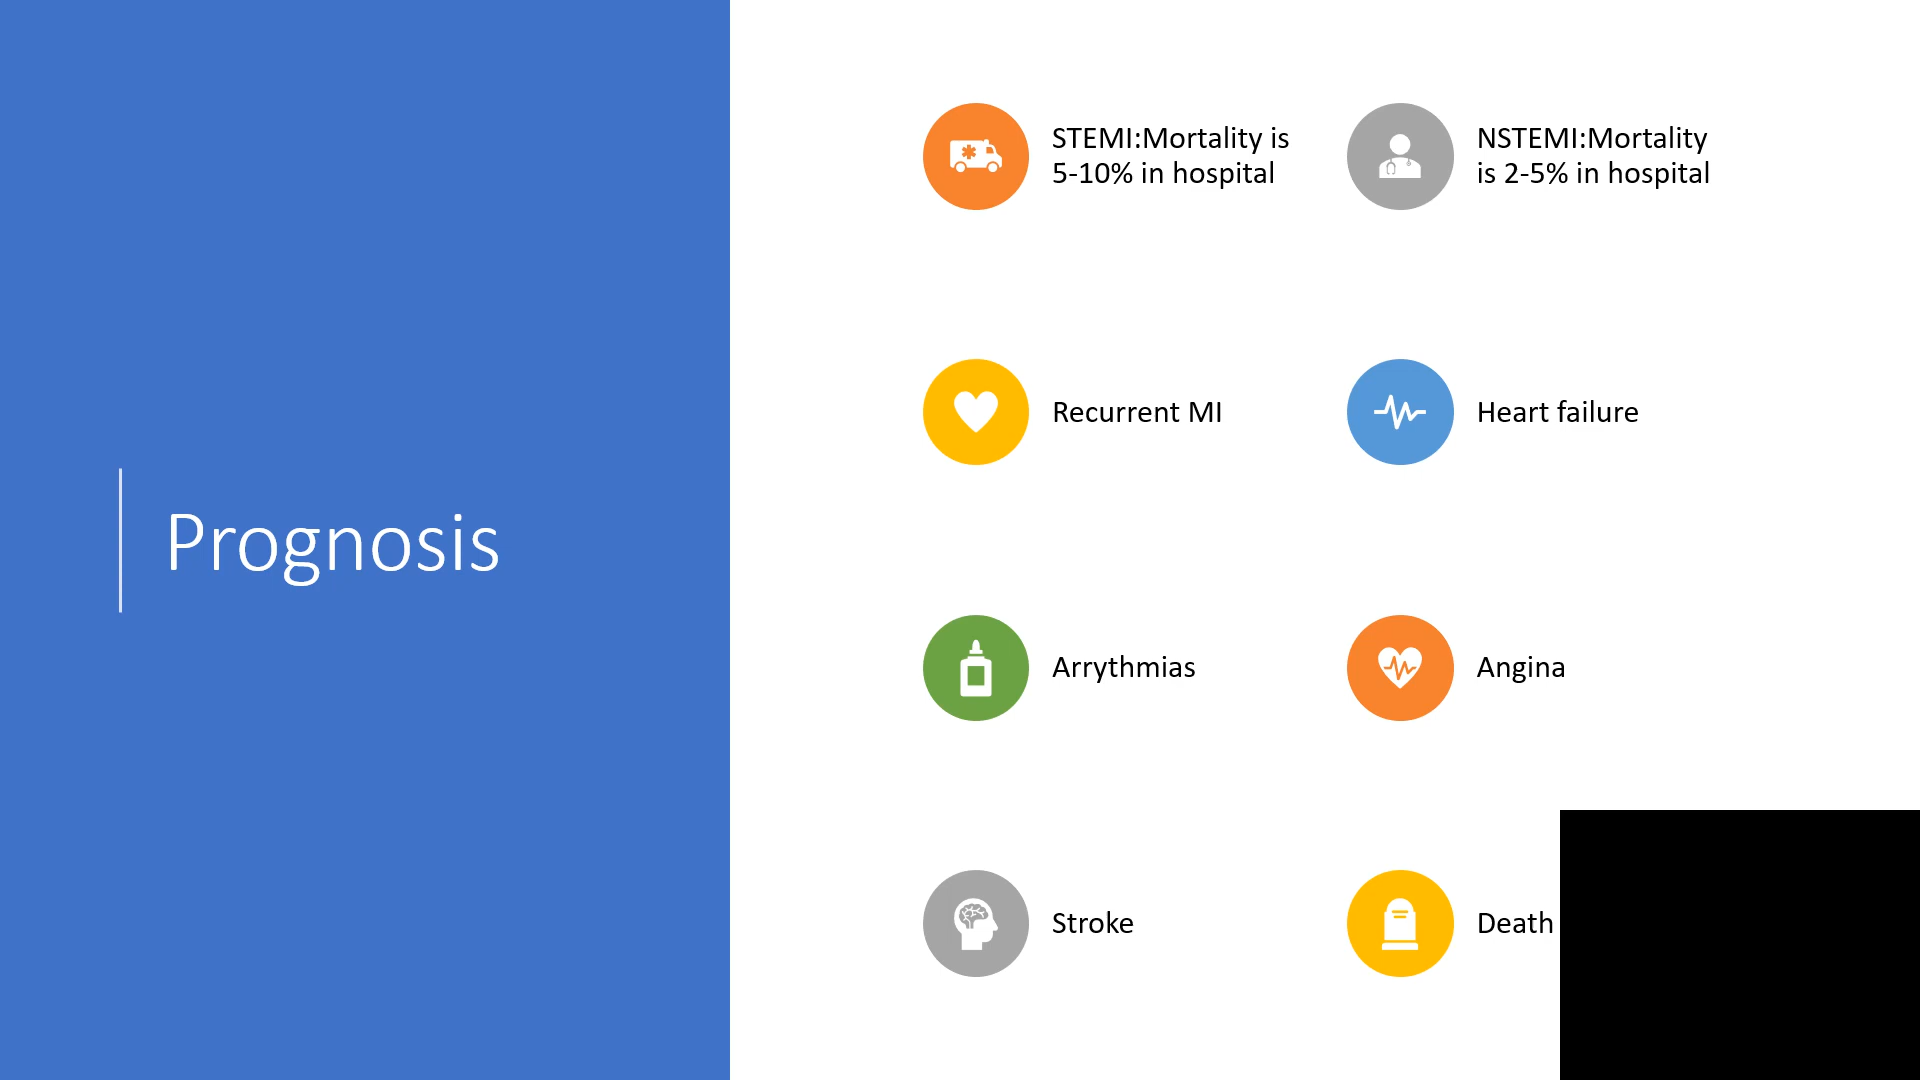 Prognosis
STEMI:Mortality is
5-10% in hospital
NSTEMI:Mortality
is 2-5% in hospital
Recurrent MI
Heart failure
Arrythmias
Angina
Stroke
Death